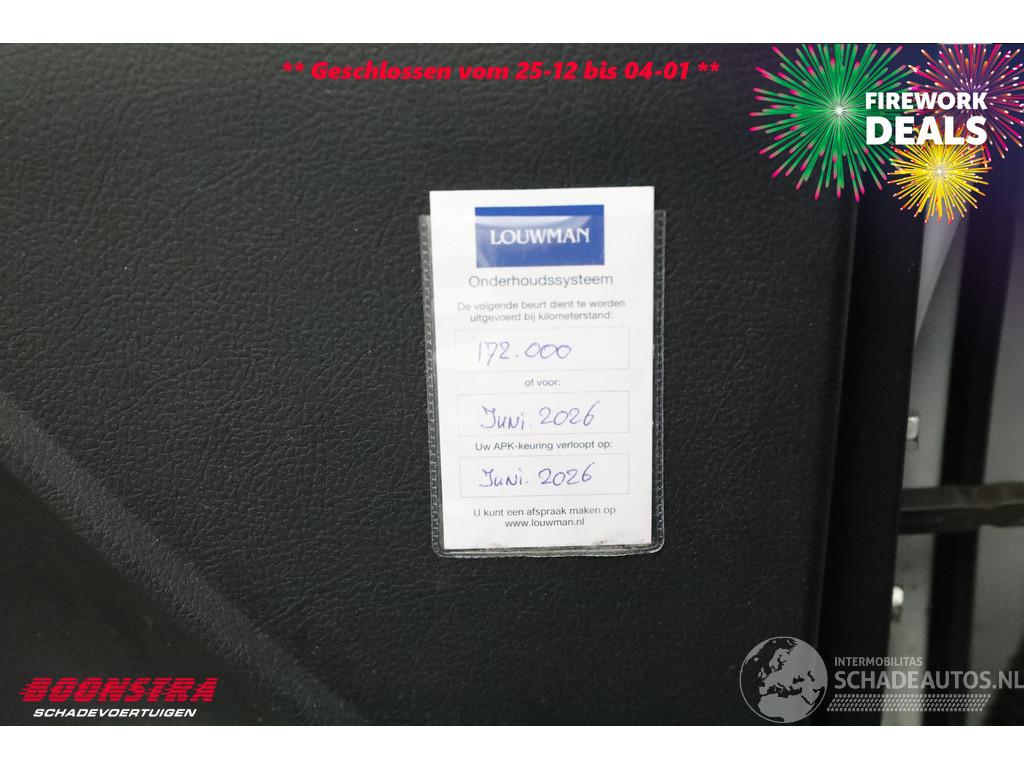 ** Geschlossen vom 25-12 bis 04-01 **
FIREWORK
DEALS
LOUWMAN
Onderhoudssysteem
De volgende beurt dient te worden
uitgevoerd bij kilometerstand:
172.000
of voor:
Juni. 2026
Uw APK-keuring verloopt op:
Juni. 2026
U kunt een afspraak maken op
www.louwman.nl
BOONSTRA
SCHADEVOERTUIGEN
INTERMOBILITAS
SCHADEAUTOS.NL